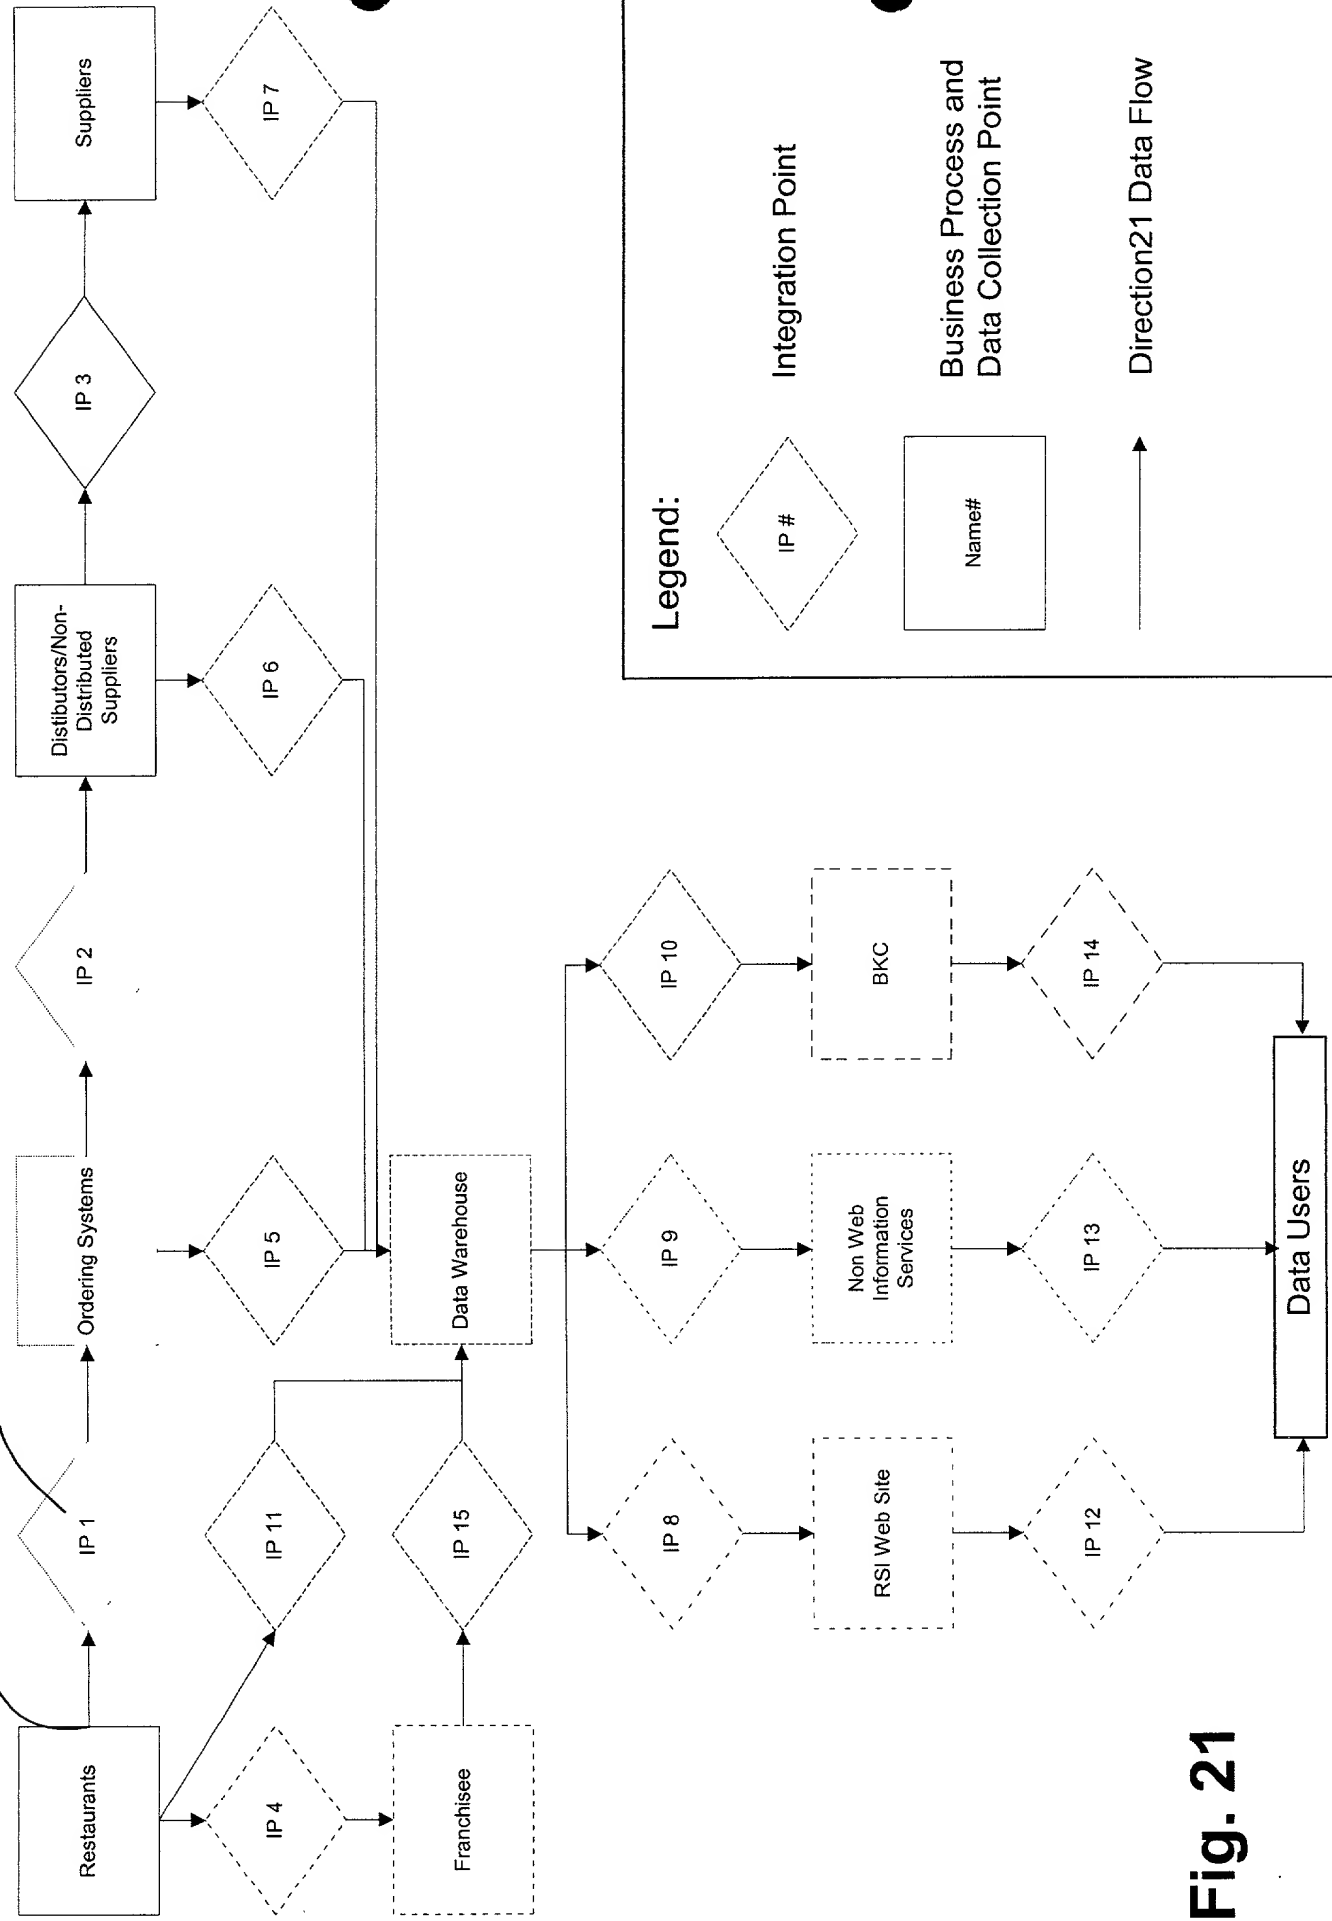 Restaurants
IP 1
Ordering Systems
IP 2
Distibutors/Non-
Distributed
Suppliers
IP 3
Suppliers
IP 4
IP 11
IP 5
IP 6
IP 7
Franchisee
IP 15
Data Warehouse
IP 8
IP 9
IP 10
RSI Web Site
Non Web
Information
Services
BKC
IP 12
IP 13
IP 14
Data Users
Legend:
IP #
Integration Point
Name#
Business Process and
Data Collection Point
Direction21 Data Flow
Fig. 21